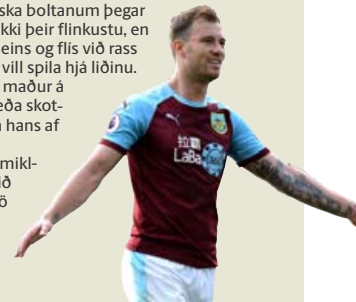 ska boltanum þegar
kki þeir flinkustu, en
eins og flís við rass
vill spila hjá liðinu.
maður á
eða skot-
hans af
mikl-
ið
ö
LaBa